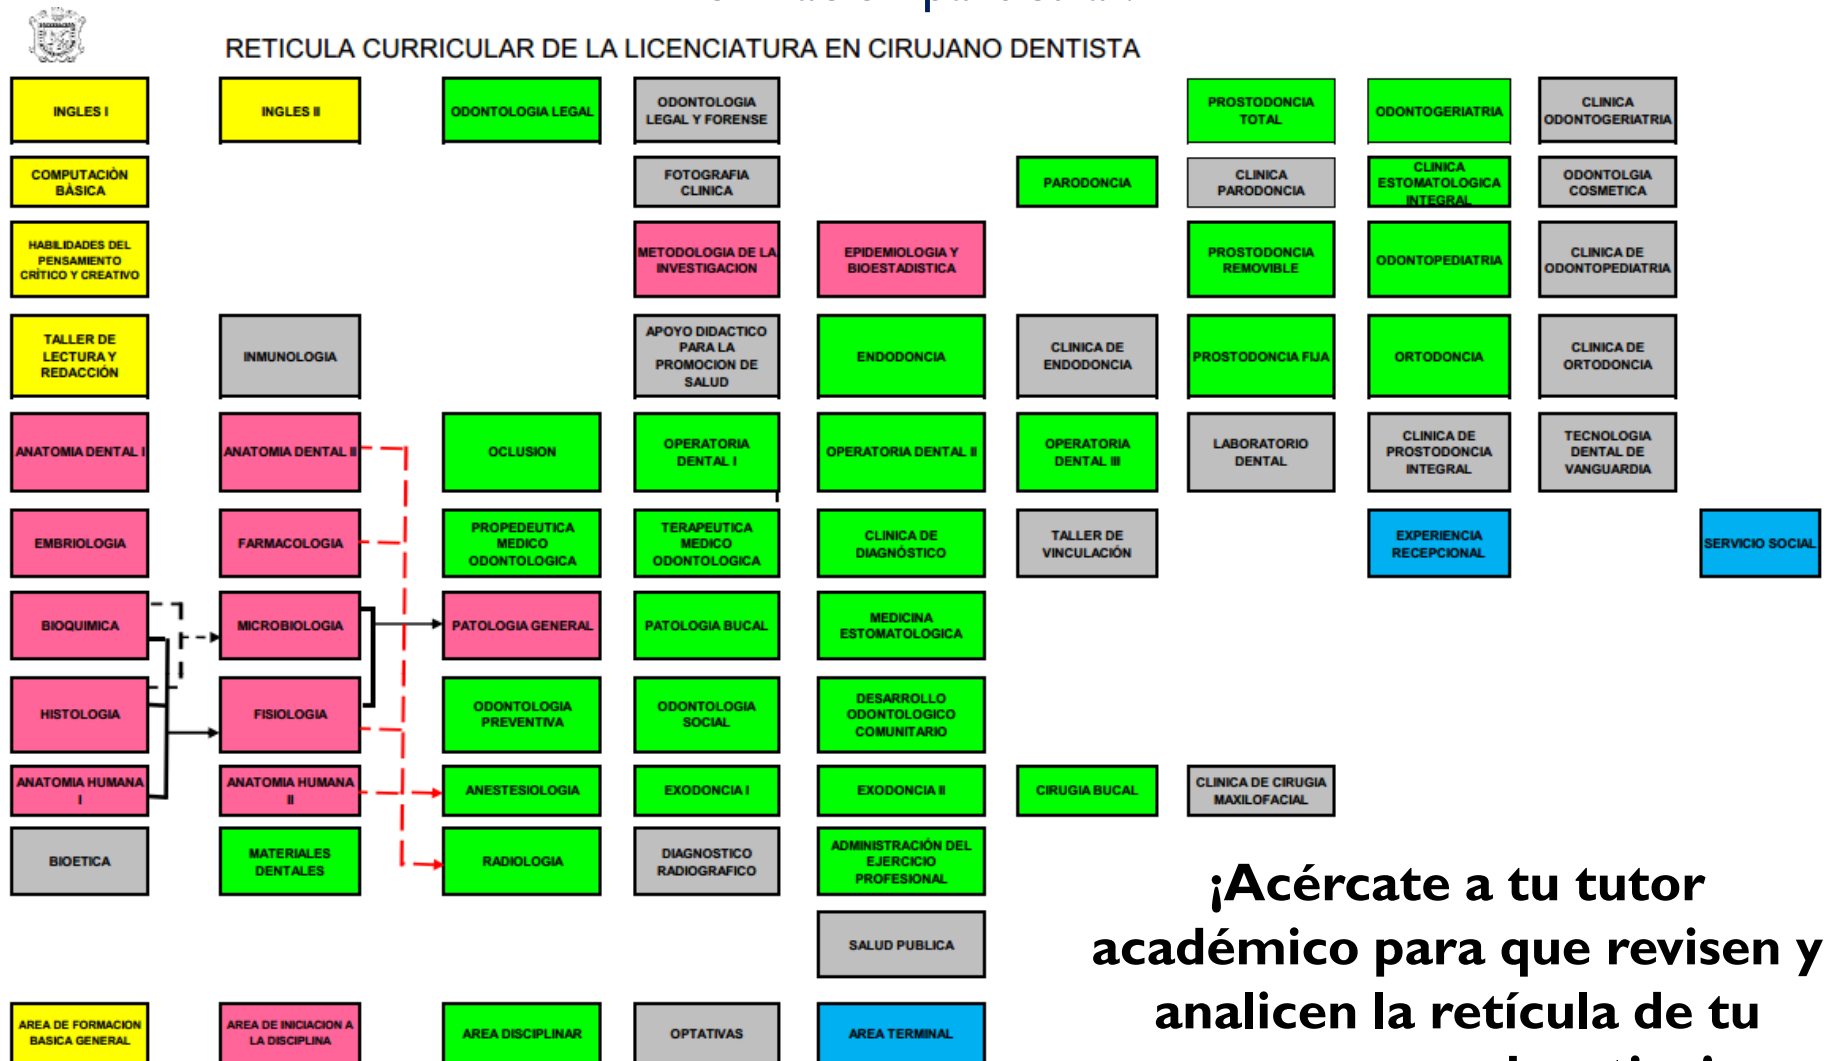 RETICULA CURRICULAR DE LA LICENCIATURA EN CIRUJANO DENTISTA
INGLES I
INGLES II
ODONTOLOGIA LEGAL
ODONTOLOGIA
LEGAL Y FORENSE
PROSTODONCIA
TOTAL
ODONTOGERIATRIA
CLINICA
ODONTOGERIATRIA
COMPUTACIÒN
BÀSICA
FOTOGRAFIA
CLINICA
PARODONCIA
CLINICA
PARODONCIA
CLINICA
ESTOMATOLOGICA
INTEGRAL
ODONTOLGIA
COSMETICA
HABILIDADES DEL
PENSAMIENTO
CRÌTICO Y CREATIVO
METODOLOGIA DE LA
INVESTIGACION
EPIDEMIOLOGIA Y
BIOESTADISTICA
PROSTODONCIA
REMOVIBLE
ODONTOPEDIATRIA
CLINICA DE
ODONTOPEDIATRIA
TALLER DE
LECTURA Y
REDACCIÓN
INMUNOLOGIA
APOYO DIDACTICO
PARA LA
PROMOCION DE
SALUD
ENDODONCIA
CLINICA DE
ENDODONCIA
PROSTODONCIA FIJA
ORTODONCIA
CLINICA DE
ORTODONCIA
ANATOMIA DENTAL I
ANATOMIA DENTAL II
OCLUSION
OPERATORIA
DENTAL I
OPERATORIA DENTAL II
OPERATORIA
DENTAL III
LABORATORIO
DENTAL
CLINICA DE
PROSTODONCIA
INTEGRAL
TECNOLOGIA
DENTAL DE
VANGUARDIA
EMBRIOLOGIA
FARMACOLOGIA
PROPEDEUTICA
MEDICO
ODONTOLOGICA
TERAPEUTICA
MEDICO
ODONTOLOGICA
CLINICA DE
DIAGNÓSTICO
TALLER DE
VINCULACIÓN
EXPERIENCIA
RECEPCIONAL
SERVICIO SOCIAL
BIOQUIMICA
MICROBIOLOGIA
PATOLOGIA GENERAL
PATOLOGIA BUCAL
MEDICINA
ESTOMATOLOGICA
HISTOLOGIA
FISIOLOGIA
ODONTOLOGIA
PREVENTIVA
ODONTOLOGIA
SOCIAL
DESARROLLO
ODONTOLOGICO
COMUNITARIO
ANATOMIA HUMANA
I
ANATOMIA HUMANA
II
ANESTESIOLOGIA
EXODONCIA I
EXODONCIA II
CIRUGIA BUCAL
CLINICA DE CIRUGIA
MAXILOFACIAL
BIOETICA
MATERIALES
DENTALES
RADIOLOGIA
DIAGNOSTICO
RADIOGRAFICO
ADMINISTRACIÓN DEL
EJERCICIO
PROFESIONAL
SALUD PUBLICA
¡Acércate a tu tutor
académico para que revisen y
analicen la retícula de tu
AREA DE FORMACION
BASICA GENERAL
AREA DE INICIACION A
LA DISCIPLINA
AREA DISCIPLINAR
OPTATIVAS
AREA TERMINAL